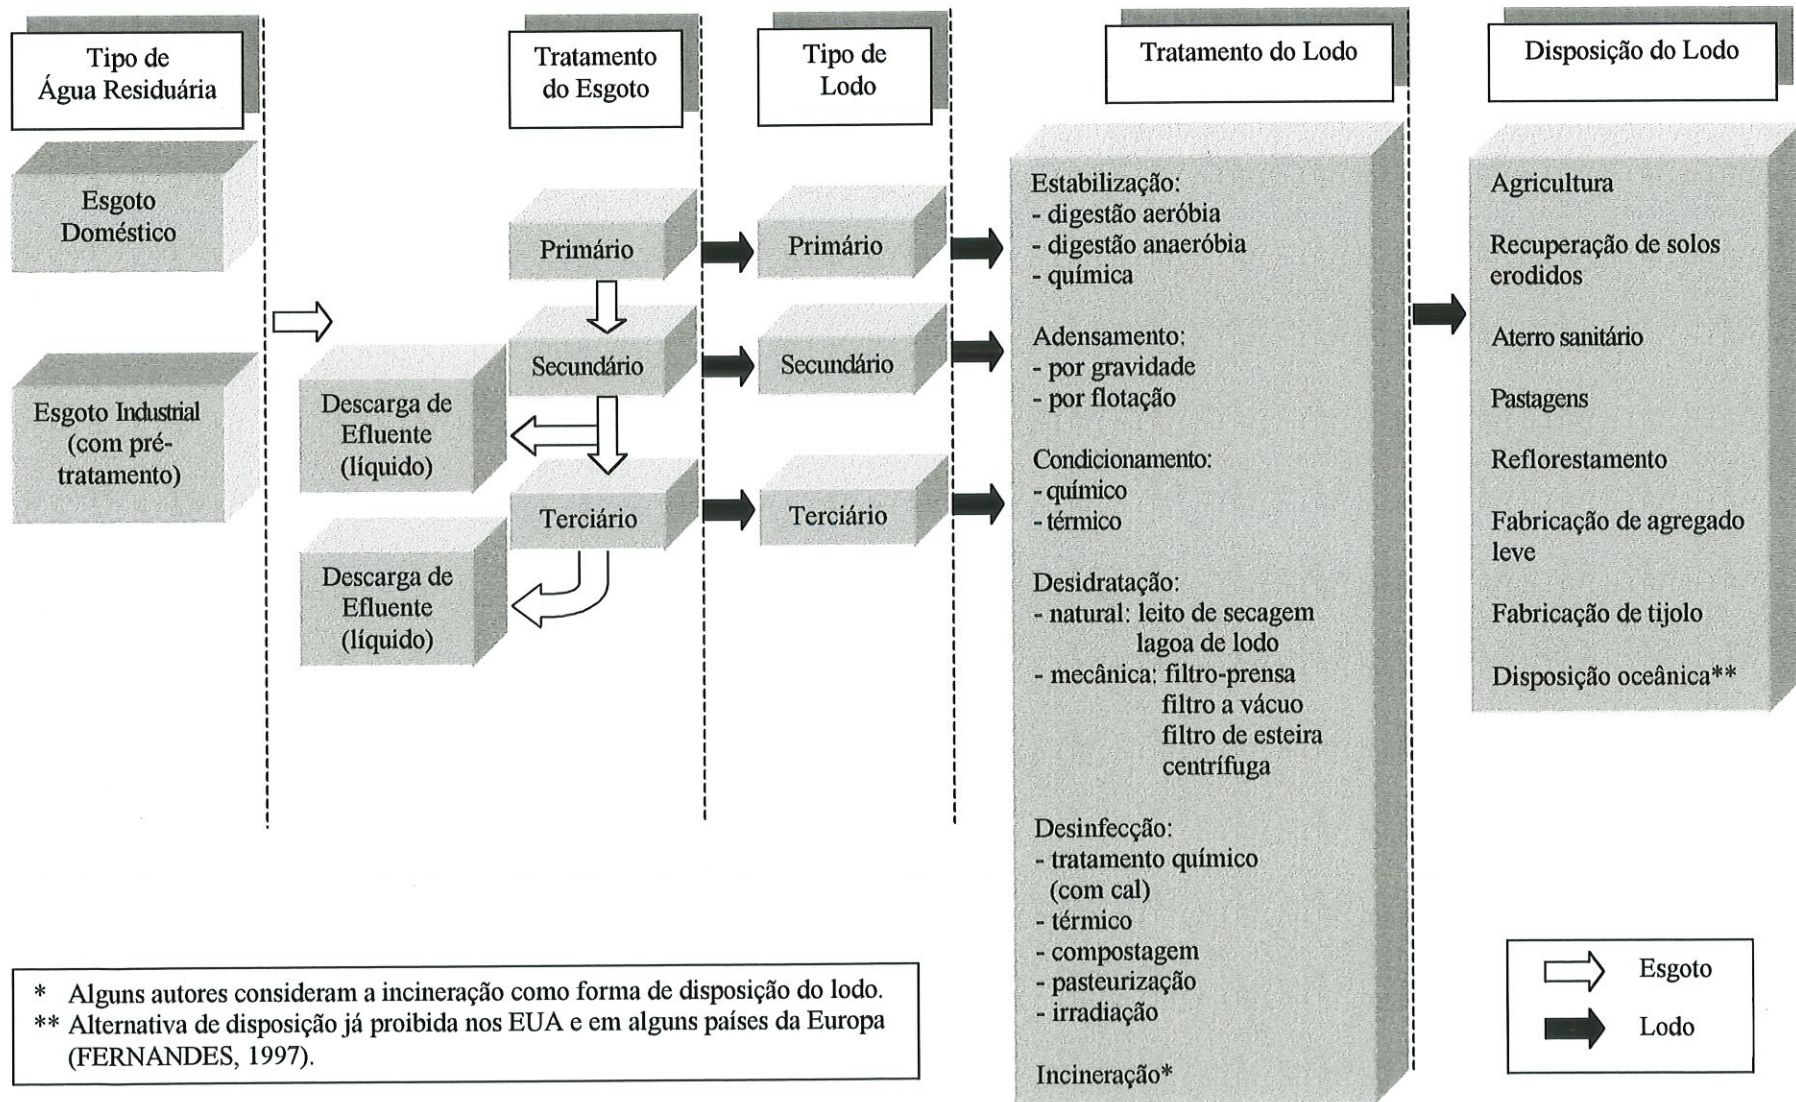 Tipo de
Água Residuária
Tratamento
do Esgoto
Tipo de
Lodo
Tratamento do Lodo
Disposição do Lodo
Esgoto
Doméstico
Esgoto Industrial
(com pré-
tratamento)
Descarga de
Efluente
(líquido)
Descarga de
Efluente
(líquido)
Primário
Secundário
Terciário
Primário
Secundário
Terciário
Estabilização:
- digestão aeróbia
- digestão anaeróbia
- química
Adensamento:
- por gravidade
- por flotação
Condicionamento:
- químico
- térmico
Desidratação:
- natural: leito de secagem
lagoa de lodo
- mecânica: filtro-prensa
filtro a vácuo
filtro de esteira
centrífuga
Desinfecção:
- tratamento químico
(com cal)
- térmico
- compostagem
- pasteurização
- irradiação
Incineração*
Agricultura
Recuperação de solos
erodidos
Aterro sanitário
Pastagens
Reflorestamento
Fabricação de agregado
leve
Fabricação de tijolo
Disposição oceânica**
* Alguns autores consideram a incineração como forma de disposição do lodo.
** Alternativa de disposição já proibida nos EUA e em alguns países da Europa
(FERNANDES, 1997).
Esgoto
Lodo